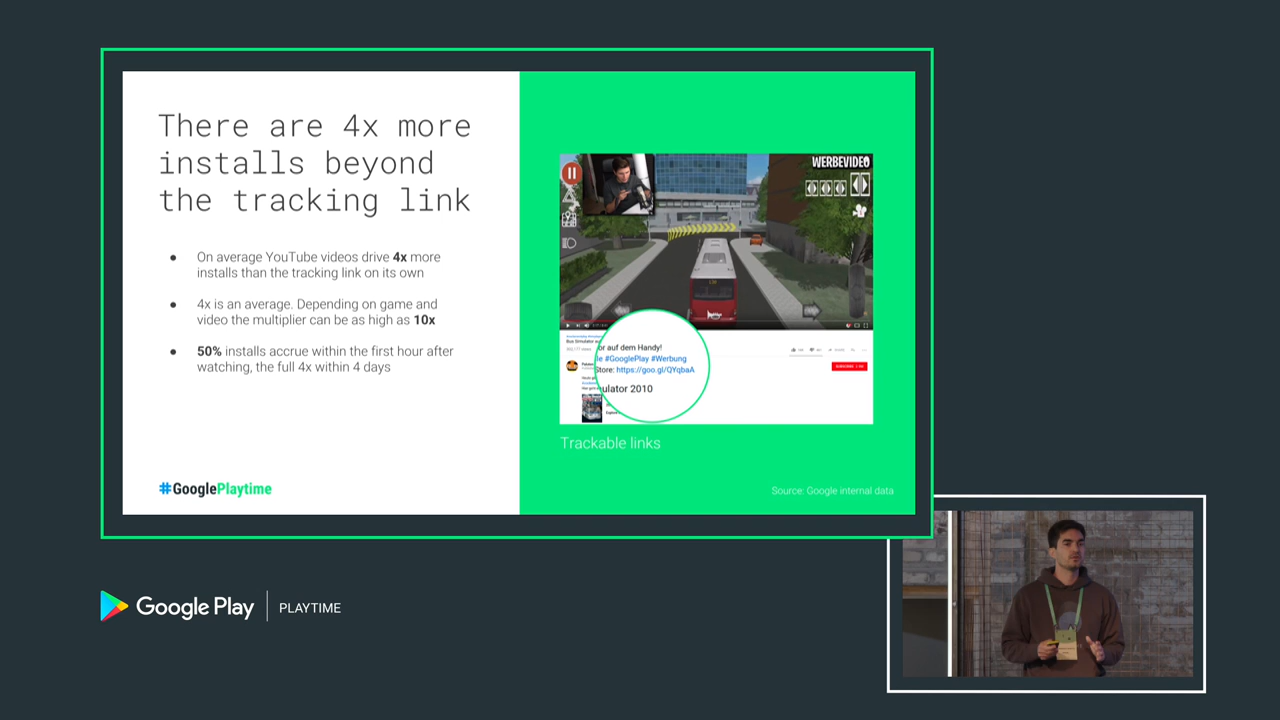 There are 4x more
installs beyond
the tracking link
● On average YouTube videos drive 4x more
installs than the tracking link on its own
● 4x is an average. Depending on game and
video the multiplier can be as high as 10x
● 50% installs accrue within the first hour after
watching, the full 4x within 4 days
#GooglePlaytime
WERBEVIDEO
or auf dem Handy!
le #GooglePlay #Werbung
Store: https://goo.gl/QYqbaA
ulator 2010
Trackable links
Source: Google internal data
Google Play
PLAYTIME